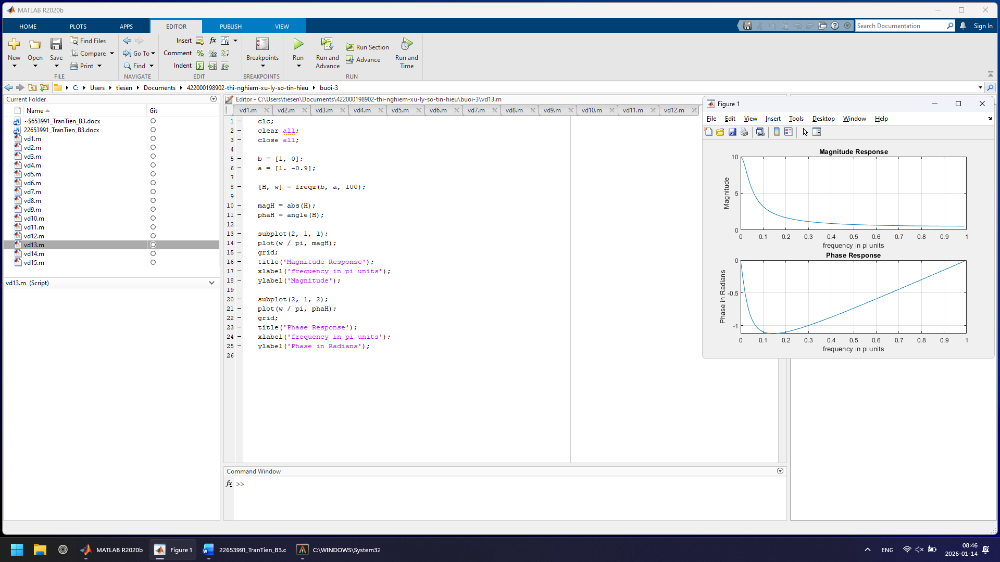 MATLAB R2020b
HOME PLOTS APPS EDITOR PUBLISH VIEW
Search Documentation
Sign In
New
Open
Save
Find Files
Compare
Print
FILE
Go To
Find
NAVIGATE
Insert
Comment
Indent
EDIT
Breakpoints
BREAKPOINTS
Run
Run and
Advance
Run Section
Advance
Run and
Time
RUN
C: Users tiesen Documents 422000198902-thi-nghiem-xu-ly-so-tin-hieu buoi-3
Current Folder
Name Git
~$653991_TranTien_B3.docx
22653991_TranTien_B3.docx
vd1.m
vd2.m
vd3.m
vd4.m
vd5.m
vd6.m
vd7.m
vd8.m
vd9.m
vd10.m
vd11.m
vd12.m
vd13.m
vd14.m
vd15.m
vd13.m (Script)
Editor - C:\Users\tiesen\Documents\422000198902-thi-nghiem-xu-ly-so-tin-hieu\buoi-3\vd13.m
vd1.m vd2.m vd3.m vd4.m vd5.m vd6.m vd7.m vd8.m vd9.m vd10.m vd11.m vd12.m
1 – clc;
2 – clear all;
3 – close all;
4
5 – b = [1, 0];
6 – a = [1. -0.9];
7
8 – [H, w] = freqz(b, a, 100);
9
10 – magH = abs(H);
11 – phaH = angle(H);
12
13 – subplot(2, 1, 1);
14 – plot(w / pi, magH);
15 – grid;
16 – title('Magnitude Response');
17 – xlabel('frequency in pi units');
18 – ylabel('Magnitude');
19
20 – subplot(2, 1, 2);
21 – plot(w / pi, phaH);
22 – grid;
23 – title('Phase Response');
24 – xlabel('frequency in pi units');
25 – ylabel('Phase in Radians');
26
Command Window
fx >>
Figure 1
File Edit View Insert Tools Desktop Window Help
Magnitude Response
Magnitude
10
5
0
0 0.1 0.2 0.3 0.4 0.5 0.6 0.7 0.8 0.9 1
frequency in pi units
Phase Response
Phase in Radians
0
-0.5
-1
0 0.1 0.2 0.3 0.4 0.5 0.6 0.7 0.8 0.9 1
frequency in pi units
MATLAB R2020b
Figure 1
22653991_TranTien_B3.c
C:\WINDOWS\System32
ENG
08:46
2026-01-14